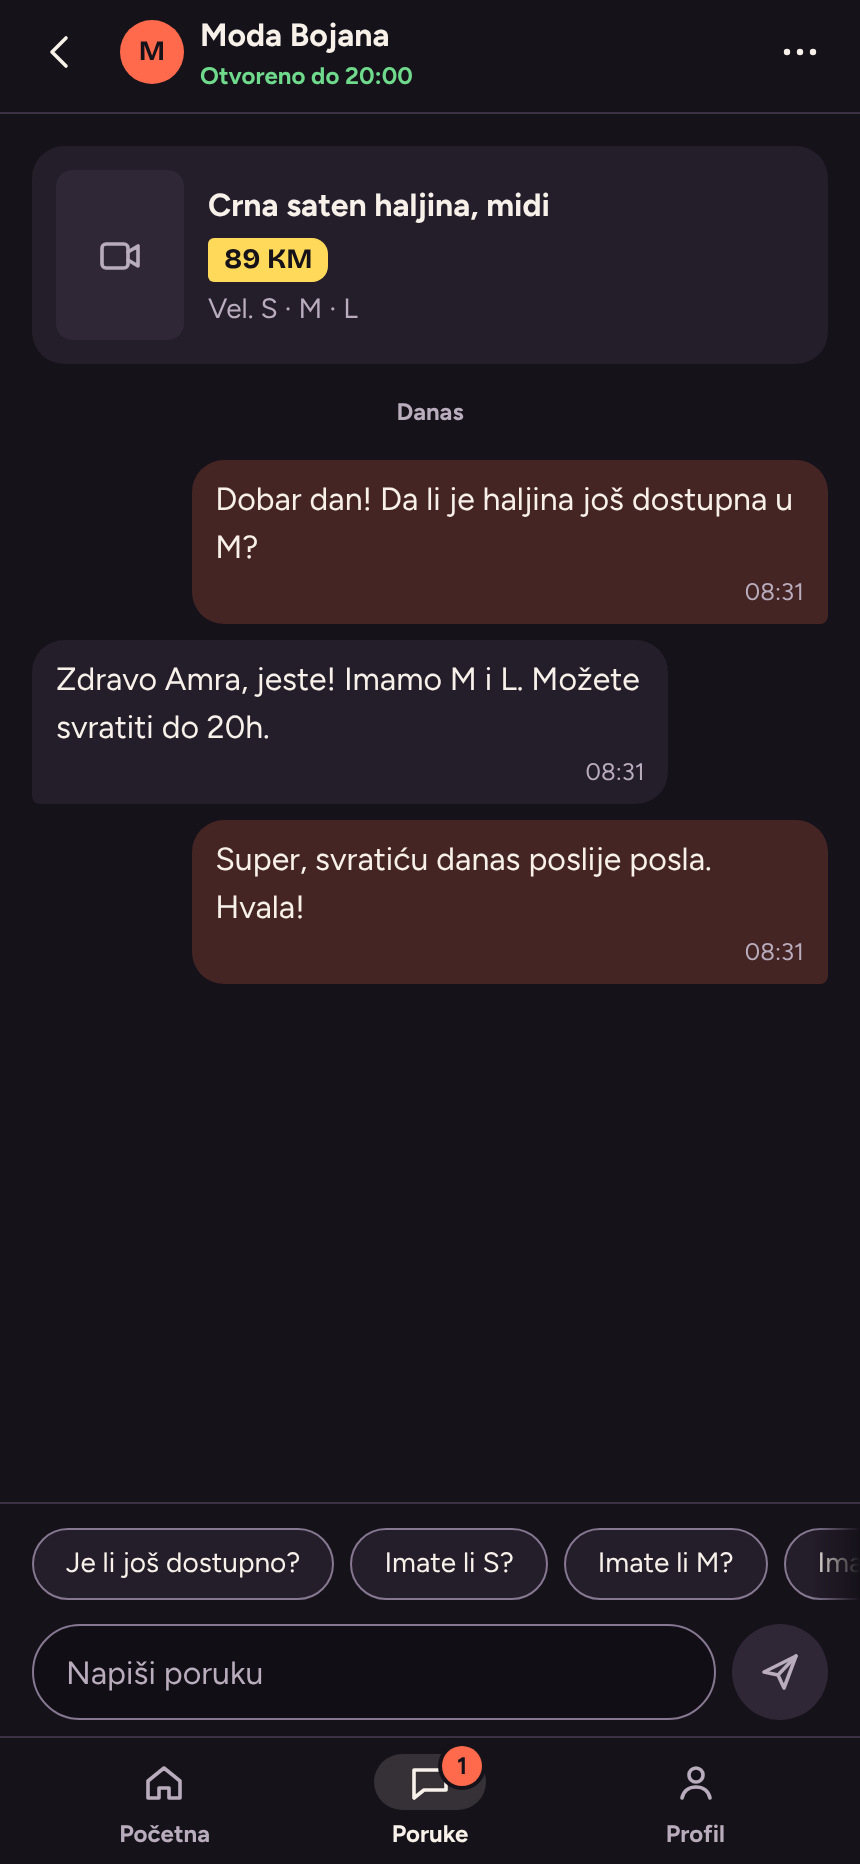 M
Moda Bojana
Otvoreno do 20:00
Crna saten haljina, midi
89 KM
Vel. S · M · L
Danas
Dobar dan! Da li je haljina još dostupna u
M?
08:31
Zdravo Amra, jeste! Imamo M i L. Možete
svratiti do 20h.
08:31
Super, svratiću danas poslije posla.
Hvala!
08:31
Je li još dostupno?
Imate li S?
Imate li M?
Napiši poruku
1
Početna
Poruke
Profil